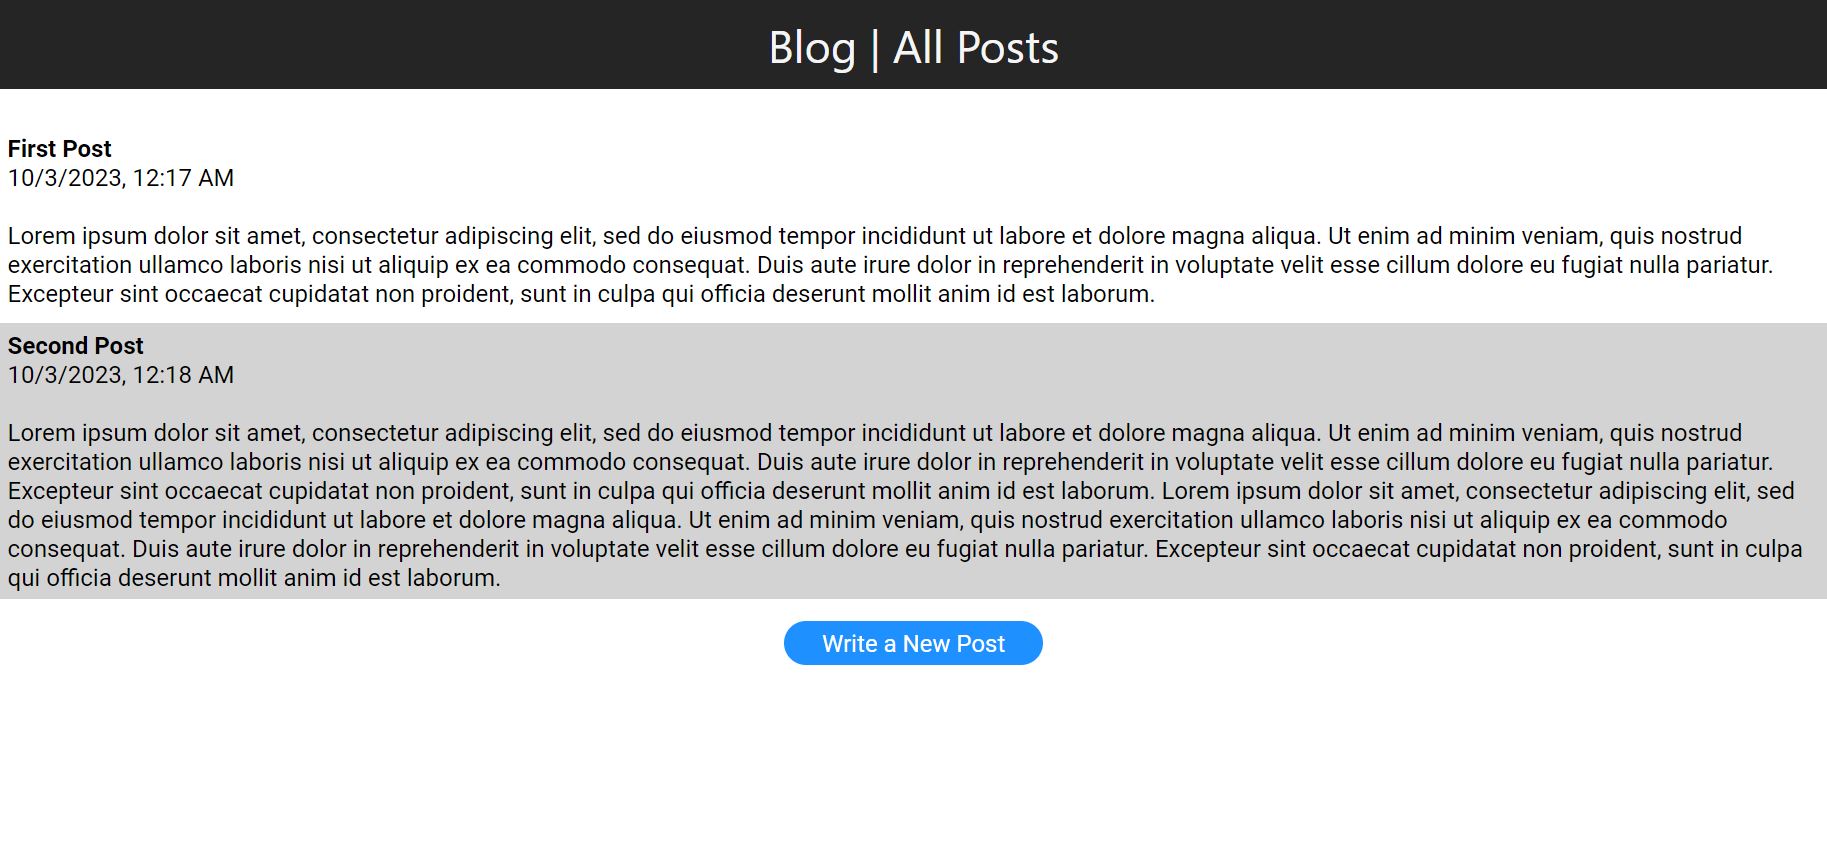 Blog | All Posts
First Post
10/3/2023, 12:17 AM
Lorem ipsum dolor sit amet, consectetur adipiscing elit, sed do eiusmod tempor incididunt ut labore et dolore magna aliqua. Ut enim ad minim veniam, quis nostrud
exercitation ullamco laboris nisi ut aliquip ex ea commodo consequat. Duis aute irure dolor in reprehenderit in voluptate velit esse cillum dolore eu fugiat nulla pariatur.
Excepteur sint occaecat cupidatat non proident, sunt in culpa qui officia deserunt mollit anim id est laborum.
Second Post
10/3/2023, 12:18 AM
Lorem ipsum dolor sit amet, consectetur adipiscing elit, sed do eiusmod tempor incididunt ut labore et dolore magna aliqua. Ut enim ad minim veniam, quis nostrud
exercitation ullamco laboris nisi ut aliquip ex ea commodo consequat. Duis aute irure dolor in reprehenderit in voluptate velit esse cillum dolore eu fugiat nulla pariatur.
Excepteur sint occaecat cupidatat non proident, sunt in culpa qui officia deserunt mollit anim id est laborum. Lorem ipsum dolor sit amet, consectetur adipiscing elit, sed
do eiusmod tempor incididunt ut labore et dolore magna aliqua. Ut enim ad minim veniam, quis nostrud exercitation ullamco laboris nisi ut aliquip ex ea commodo
consequat. Duis aute irure dolor in reprehenderit in voluptate velit esse cillum dolore eu fugiat nulla pariatur. Excepteur sint occaecat cupidatat non proident, sunt in culpa
qui officia deserunt mollit anim id est laborum.
Write a New Post